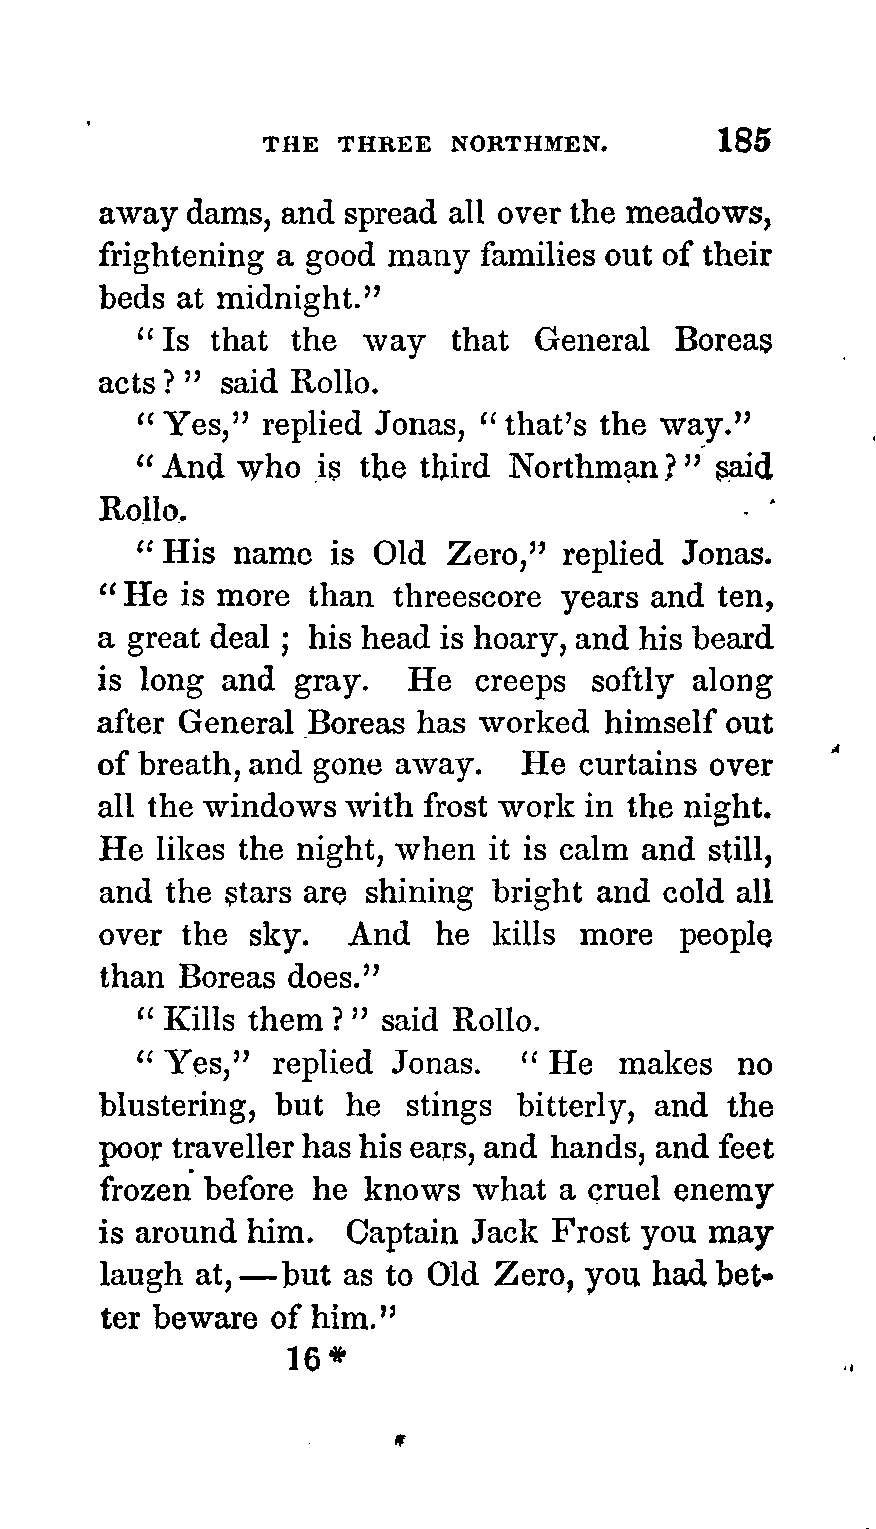 THE THREE NORTHMEN. 185
away dams, and spread all over the meadows,
frightening a good many families out of their
beds at midnight."
"Is that the way that General Boreas
acts?" said Rollo.
"Yes," replied Jonas, "that's the way."
"And who is the third Northman?" said
Rollo.
"His name is Old Zero," replied Jonas.
"He is more than threescore years and ten,
a great deal; his head is hoary, and his beard
is long and gray. He creeps softly along
after General Boreas has worked himself out
of breath, and gone away. He curtains over
all the windows with frost work in the night.
He likes the night, when it is calm and still,
and the stars are shining bright and cold all
over the sky. And he kills more people
than Boreas does."
"Kills them?" said Rollo.
"Yes," replied Jonas. "He makes no
blustering, but he stings bitterly, and the
poor traveller has his ears, and hands, and feet
frozen before he knows what a cruel enemy
is around him. Captain Jack Frost you may
laugh at,—but as to Old Zero, you had bet-
ter beware of him."
16*